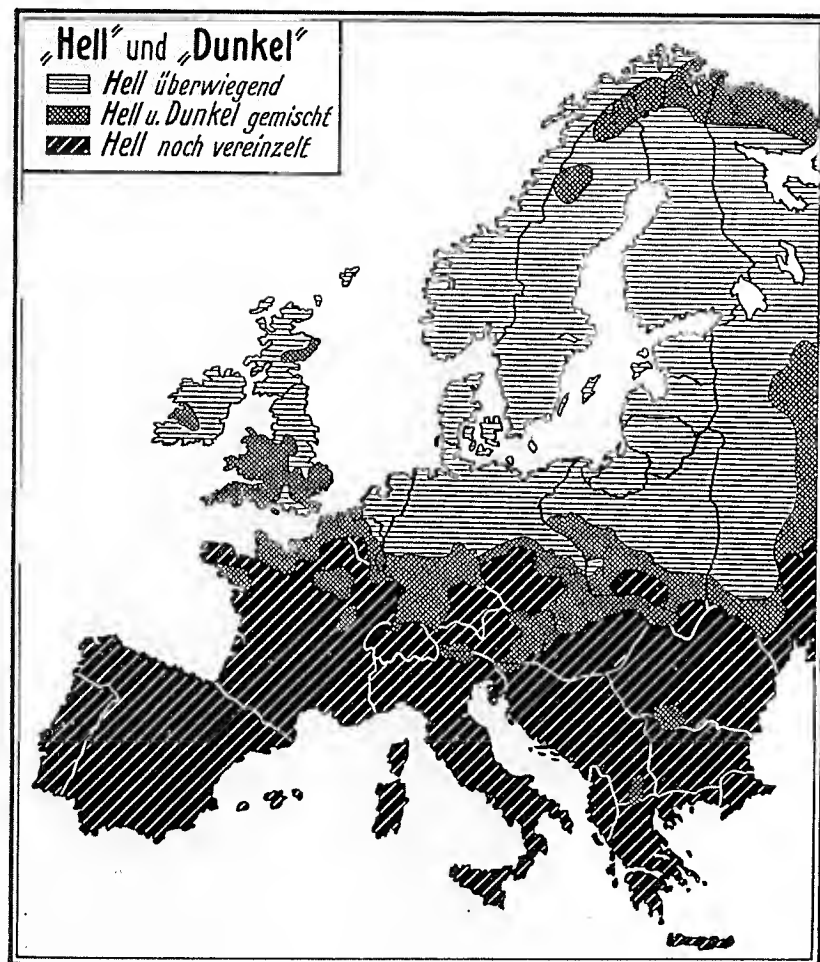 „Hell“ und „Dunkel“
Hell überwiegend
Hell u. Dunkel gemischt
Hell noch vereinzelt